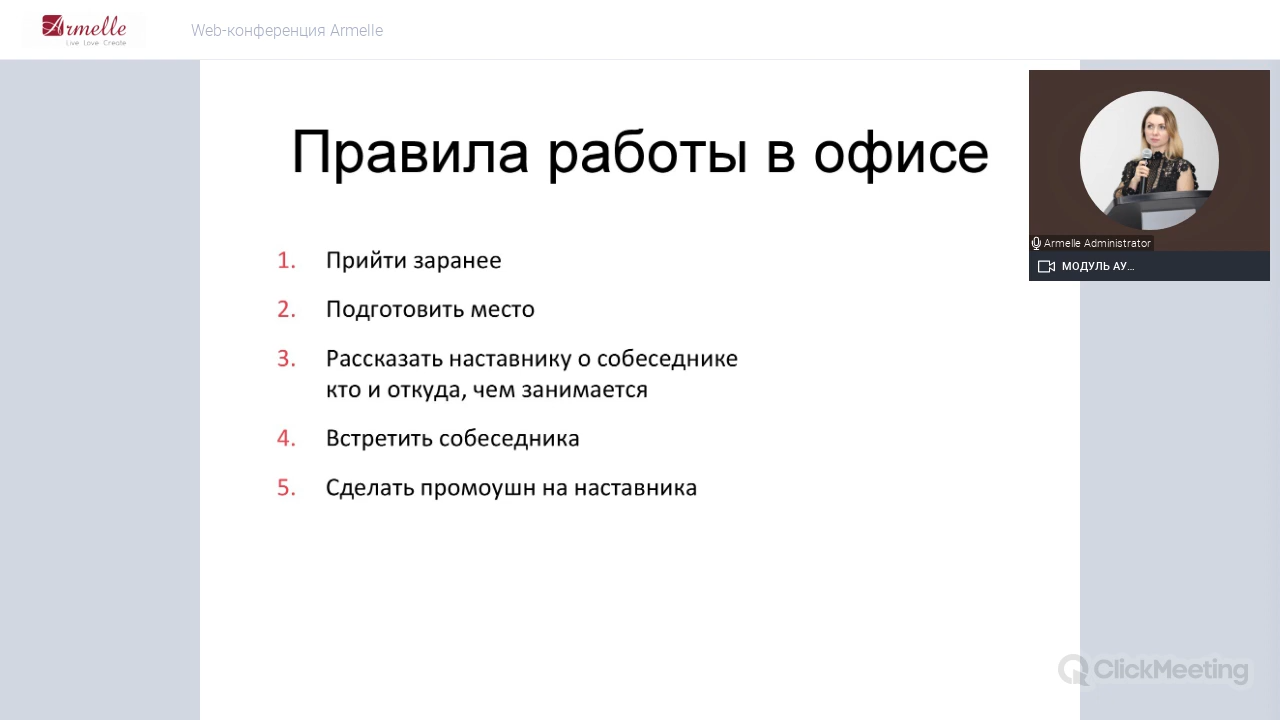 Armelle
Live Love Create
Web-конференция Armelle
Правила работы в офисе
1. Прийти заранее
2. Подготовить место
3. Рассказать наставнику о собеседнике
кто и откуда, чем занимается
4. Встретить собеседника
5. Сделать промоушн на наставника
Armelle Administrator
МОДУЛЬ АУ...
ClickMeeting